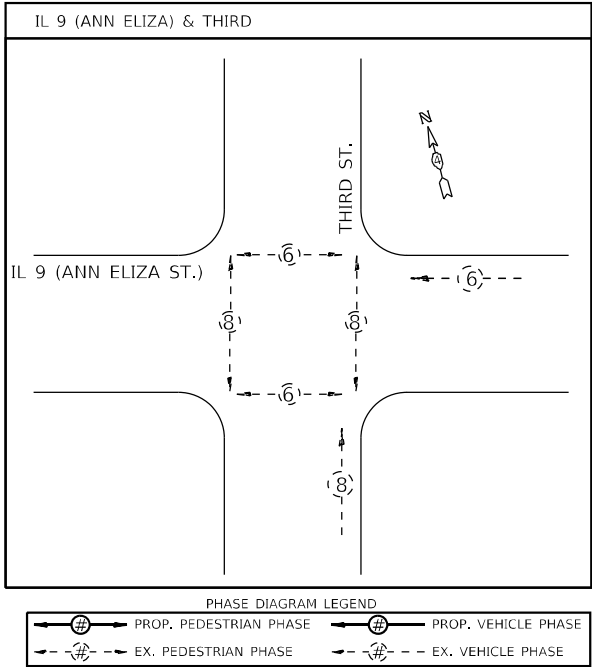 IL 9 (ANN ELIZA) & THIRD
N
4
THIRD ST.
6
IL 9 (ANN ELIZA ST.)
6
8
8
6
8
PHASE DIAGRAM LEGEND
# PROP. PEDESTRIAN PHASE # PROP. VEHICLE PHASE
# EX. PEDESTRIAN PHASE # EX. VEHICLE PHASE